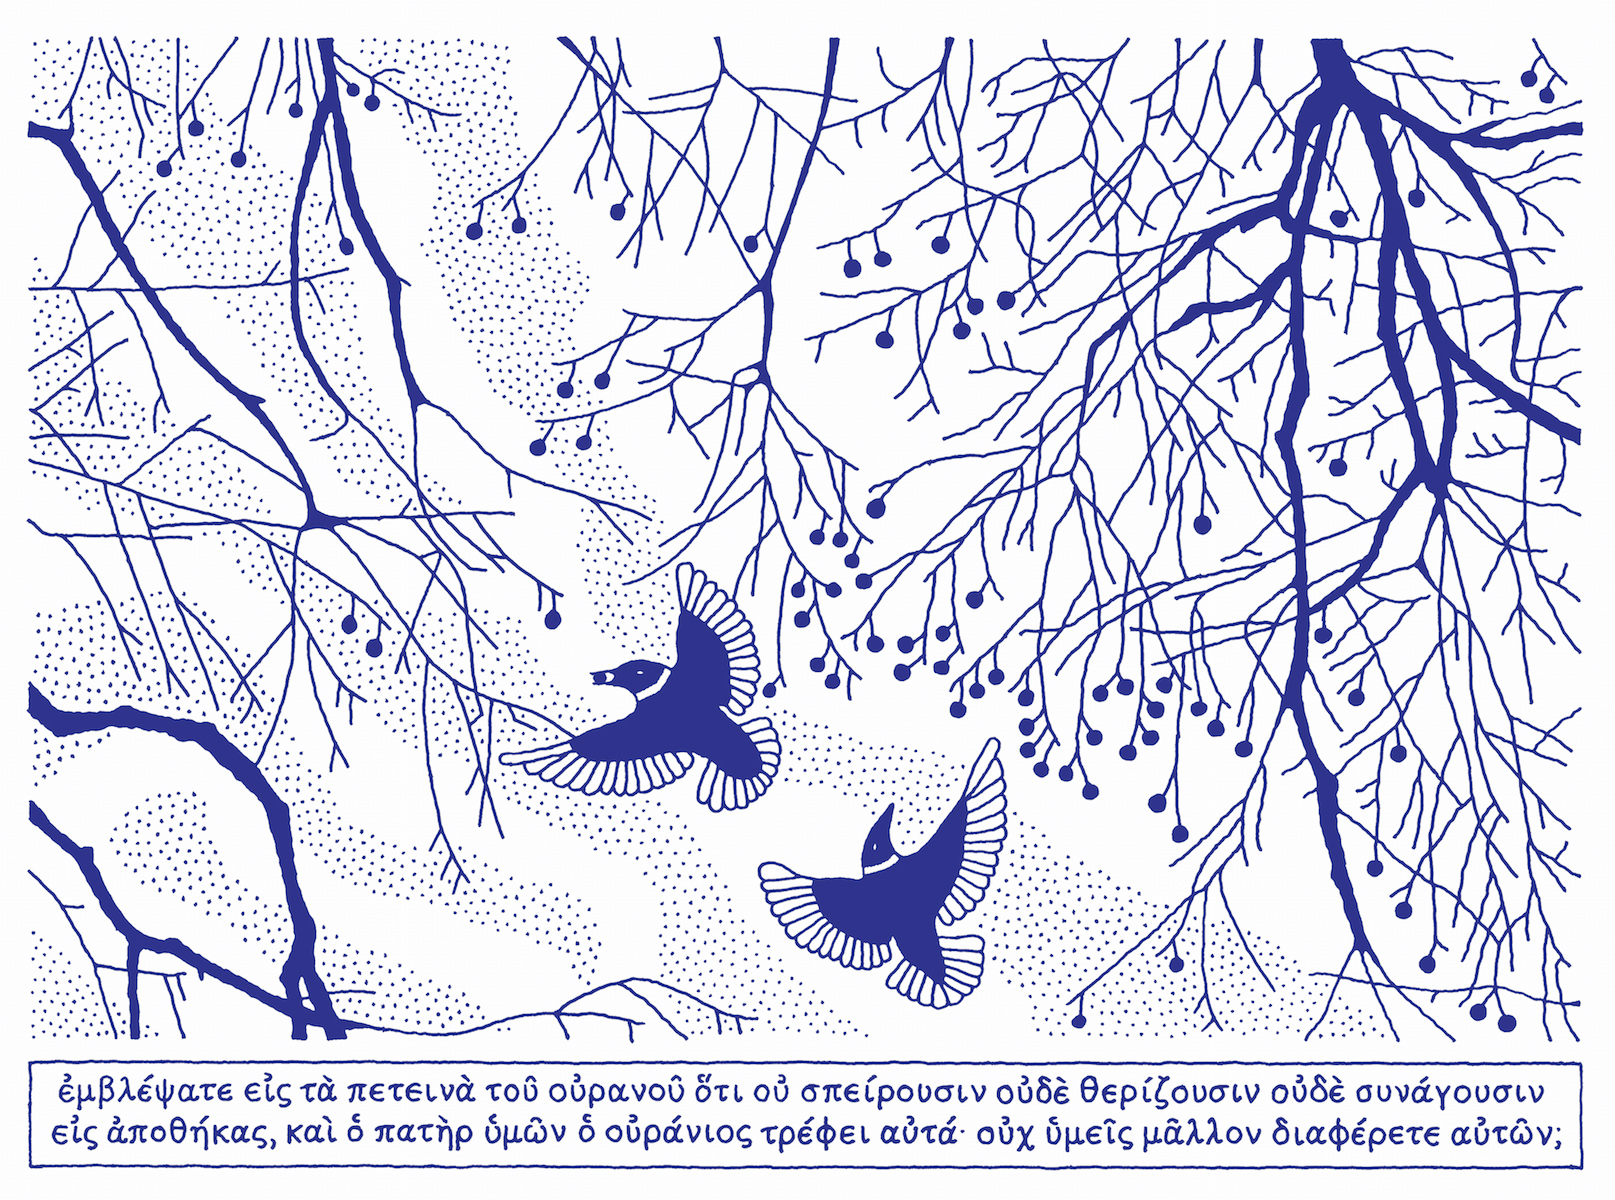 ἐμβλέψατε εἰς τὰ πετεινὰ τοῦ οὐρανοῦ ὅτι οὐ σπείρουσιν οὐδὲ θερίζουσιν οὐδὲ συνάγουσιν
εἰς ἀποθήκας, καὶ ὁ πατὴρ ὑμῶν ὁ οὐράνιος τρέφει αὐτά· οὐχ ὑμεῖς μᾶλλον διαφέρετε αὐτῶν;